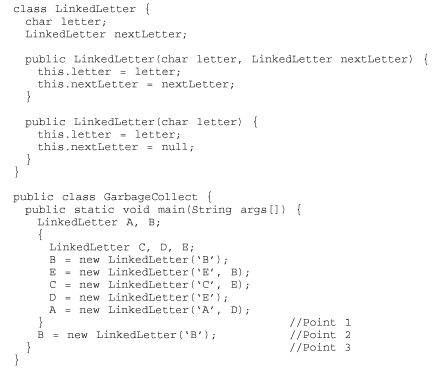 class LinkedLetter {
  char letter;
  LinkedLetter nextLetter;

  public LinkedLetter(char letter, LinkedLetter nextLetter) {
    this.letter = letter;
    this.nextLetter = nextLetter;
  }

  public LinkedLetter(char letter) {
    this.letter = letter;
    this.nextLetter = null;
  }
}

public class GarbageCollect {
  public static void main(String args[]) {
    LinkedLetter A, B;
    {
      LinkedLetter C, D, E;
      B = new LinkedLetter(‘B’);
      E = new LinkedLetter(‘E’, B);
      C = new LinkedLetter(‘C’, E);
      D = new LinkedLetter(‘E’);
      A = new LinkedLetter(‘A’, D);
    }                                  //Point 1
    B = new LinkedLetter(‘B’);         //Point 2
  }                                    //Point 3
}